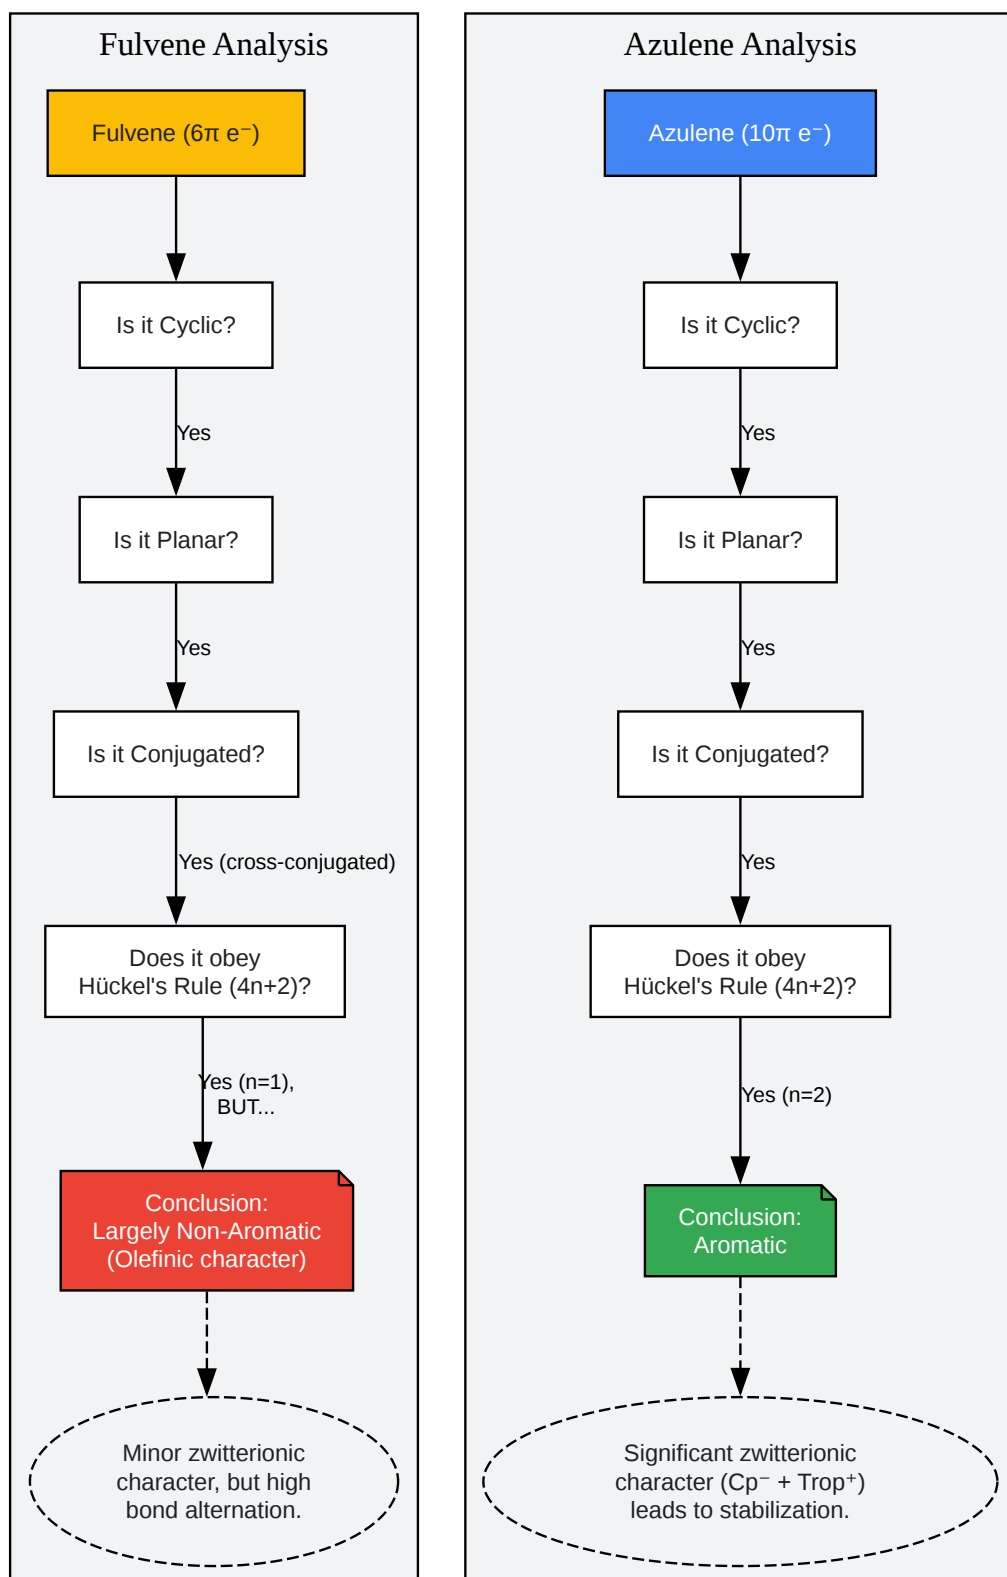 Fulvene Analysis
Fulvene (6π e⁻)
Is it Cyclic?
Yes
Is it Planar?
Yes
Is it Conjugated?
Yes (cross-conjugated)
Does it obey
Hückel's Rule (4n+2)?
Yes (n=1),
BUT...
Conclusion:
Largely Non-Aromatic
(Olefinic character)
Minor zwitterionic
character, but high
bond alternation.
Azulene Analysis
Azulene (10π e⁻)
Is it Cyclic?
Yes
Is it Planar?
Yes
Is it Conjugated?
Yes
Does it obey
Hückel's Rule (4n+2)?
Yes (n=2)
Conclusion:
Aromatic
Significant zwitterionic
character (Cp⁻ + Trop⁺)
leads to stabilization.